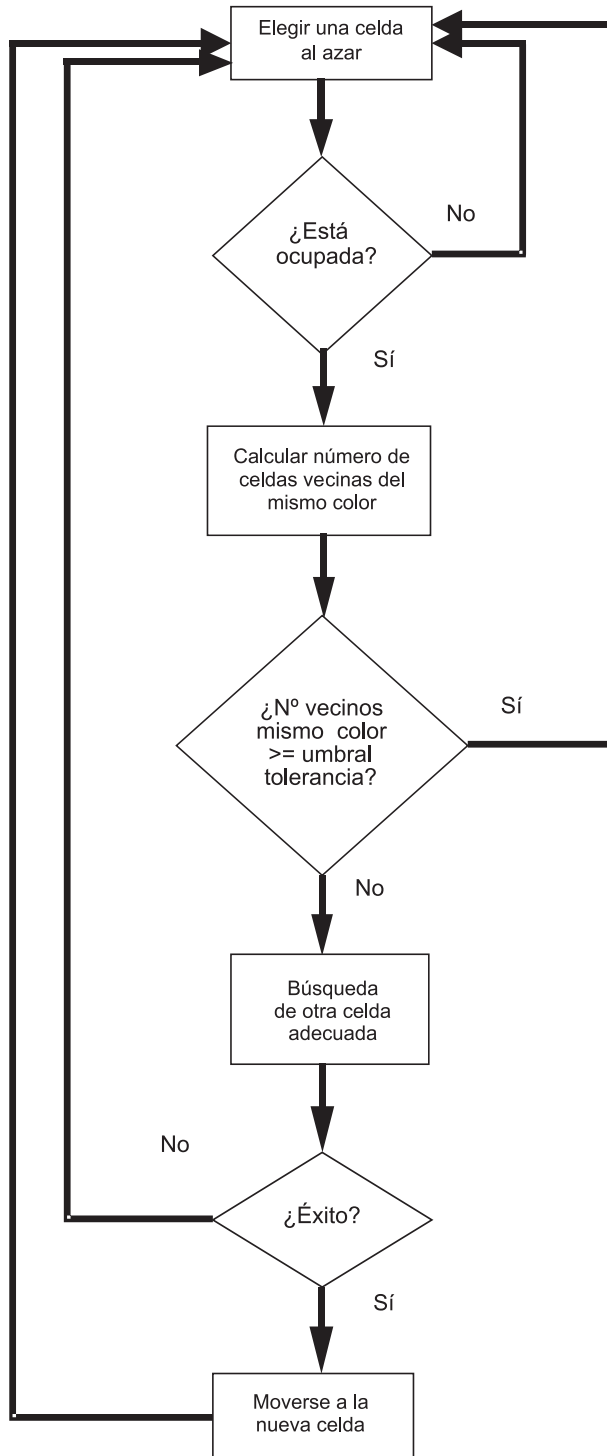 Elegir una celda
al azar
¿Está
ocupada?
No
Sí
Calcular número de
celdas vecinas del
mismo color
¿Nº vecinos
mismo color
>= umbral
tolerancia?
Sí
No
Búsqueda
de otra celda
adecuada
No
¿Éxito?
Sí
Moverse a la
nueva celda